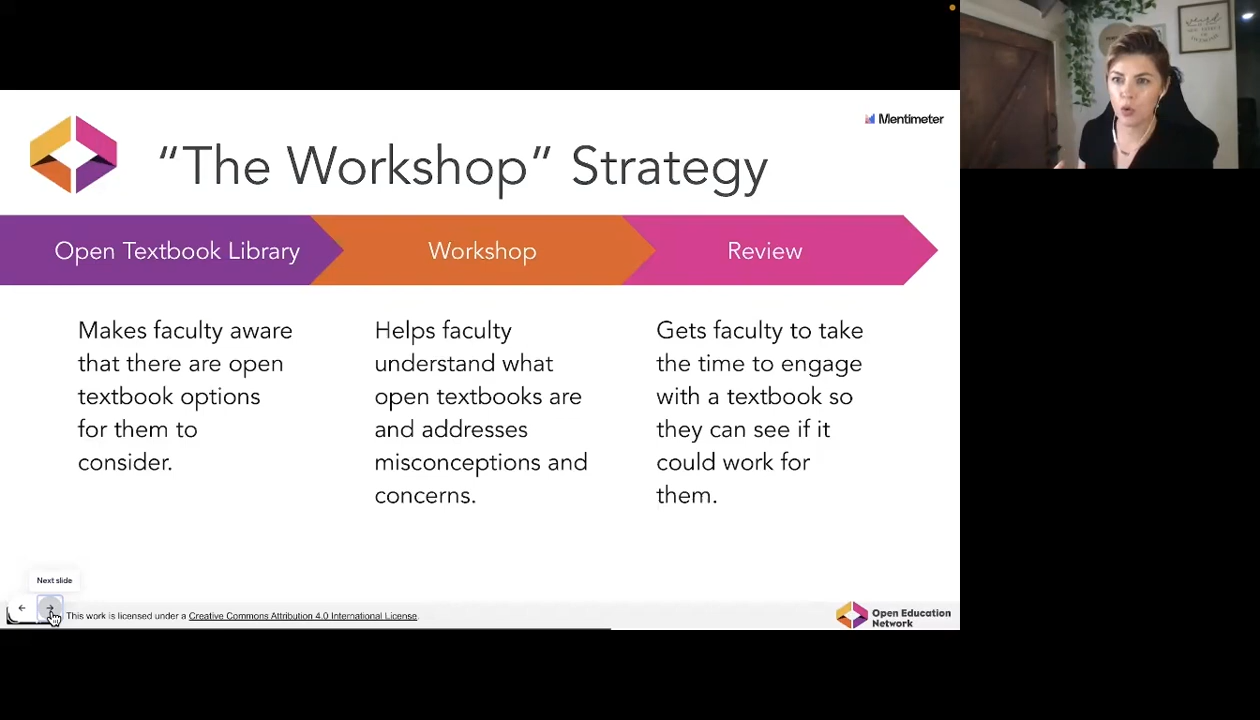 Mentimeter
“The Workshop” Strategy
Open Textbook Library
Workshop
Review
Makes faculty aware
that there are open
textbook options
for them to
consider.
Helps faculty
understand what
open textbooks are
and addresses
misconceptions and
concerns.
Gets faculty to take
the time to engage
with a textbook so
they can see if it
could work for
them.
Next slide
This work is licensed under a Creative Commons Attribution 4.0 International License.
Open Education
Network